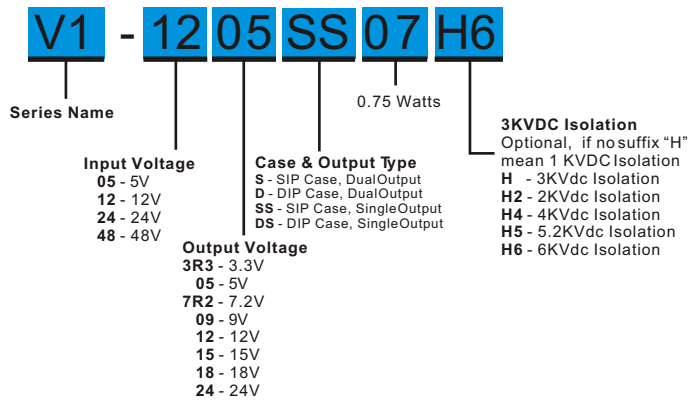 V1 - 12 05 SS 07 H6
Series Name
0.75 Watts
Input Voltage
05 - 5V
12 - 12V
24 - 24V
48 - 48V
Case & Output Type
S - SIP Case, Dual Output
D - DIP Case, Dual Output
SS - SIP Case, Single Output
DS - DIP Case, Single Output
Output Voltage
3R3 - 3.3V
05 - 5V
7R2 - 7.2V
09 - 9V
12 - 12V
15 - 15V
18 - 18V
24 - 24V
3KVDC Isolation
Optional, if no suffix “H”
mean 1 KVDC Isolation
H - 3KVdc Isolation
H2 - 2KVdc Isolation
H4 - 4KVdc Isolation
H5 - 5.2KVdc Isolation
H6 - 6KVdc Isolation